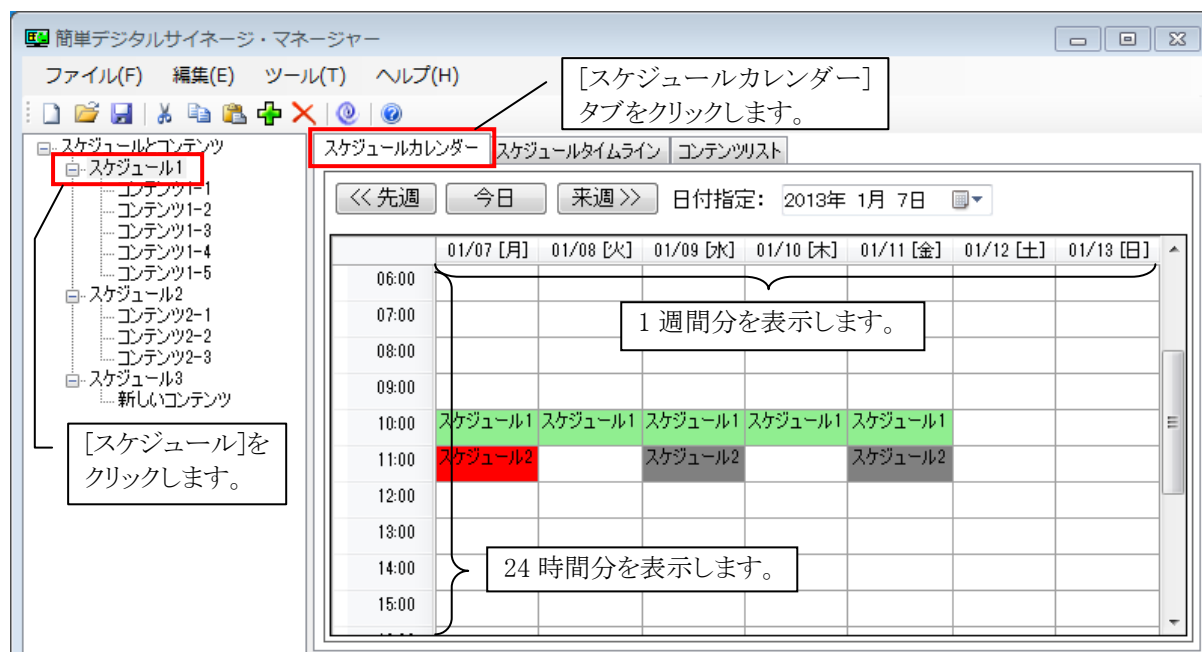 簡単デジタルサイネージ・マネージャー
ファイル(F) 編集(E) ツール(T) ヘルプ(H)
[スケジュールカレンダー]
タブをクリックします。
スケジュールとコンテンツ
スケジュール1
コンテンツ1-1
コンテンツ1-2
コンテンツ1-3
コンテンツ1-4
コンテンツ1-5
スケジュール2
コンテンツ2-1
コンテンツ2-2
コンテンツ2-3
スケジュール3
新しいコンテンツ
[スケジュール]を
クリックします。
スケジュールカレンダー スケジュールタイムライン コンテンツリスト
<< 先週 今日 来週 >> 日付指定: 2013年 1月 7日
01/07 [月] 01/08 [火] 01/09 [水] 01/10 [木] 01/11 [金] 01/12 [土] 01/13 [日]
06:00
07:00
1 週間分を表示します。
08:00
09:00
10:00 スケジュール1 スケジュール1 スケジュール1 スケジュール1 スケジュール1
11:00 スケジュール2 スケジュール2 スケジュール2
12:00
13:00
14:00
24 時間分を表示します。
15:00